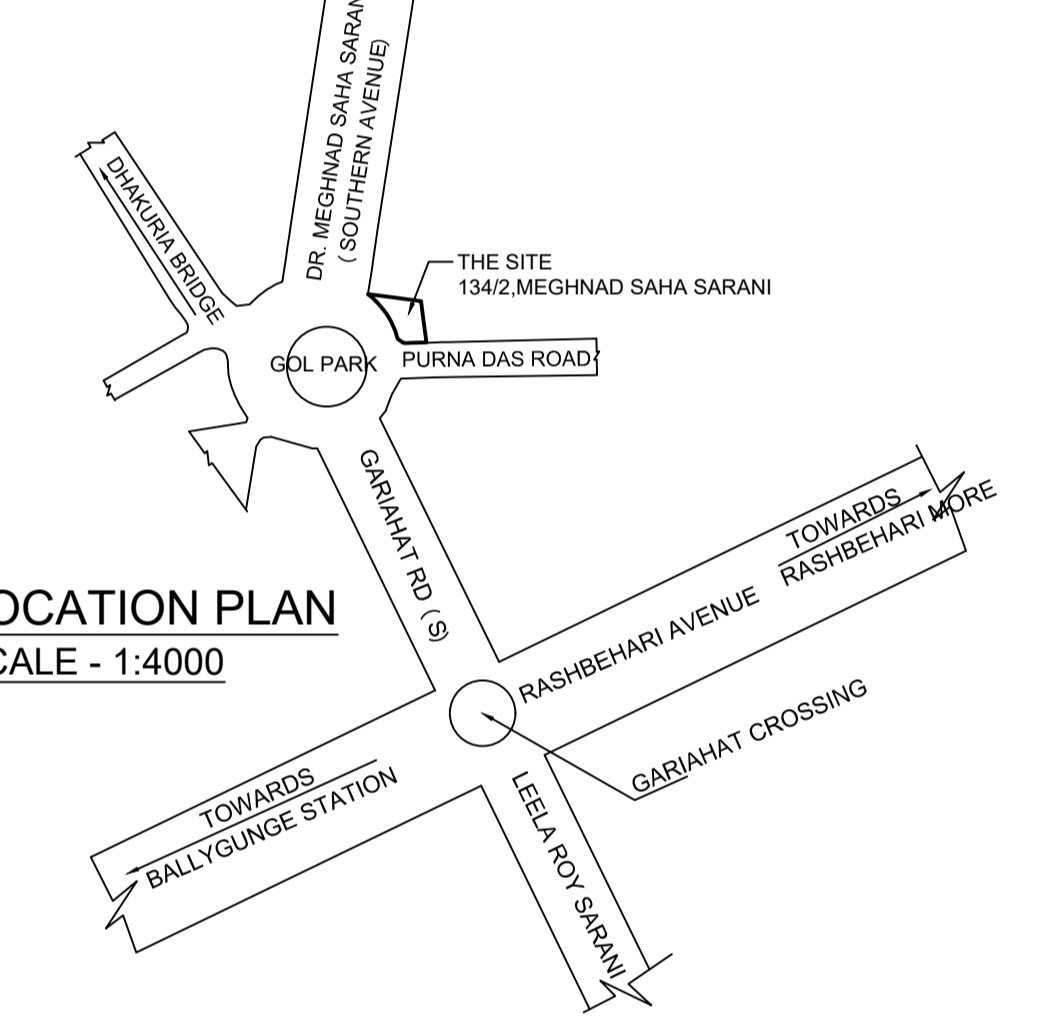 DR. MEGHNAD SAHA SARAN
( SOUTHERN AVENUE)
DHAKURIA BRIDGE
THE SITE
134/2,MEGHNAD SAHA SARANI
GOL PARK
PURNA DAS ROAD
GARIAHAT RD ( S)
TOWARDS
RASHBEHARI MORE
RASHBEHARI AVENUE
OCATION PLAN
CALE - 1:4000
GARIAHAT CROSSING
TOWARDS
BALLYGUNGE STATION
LEELA ROY SARANI